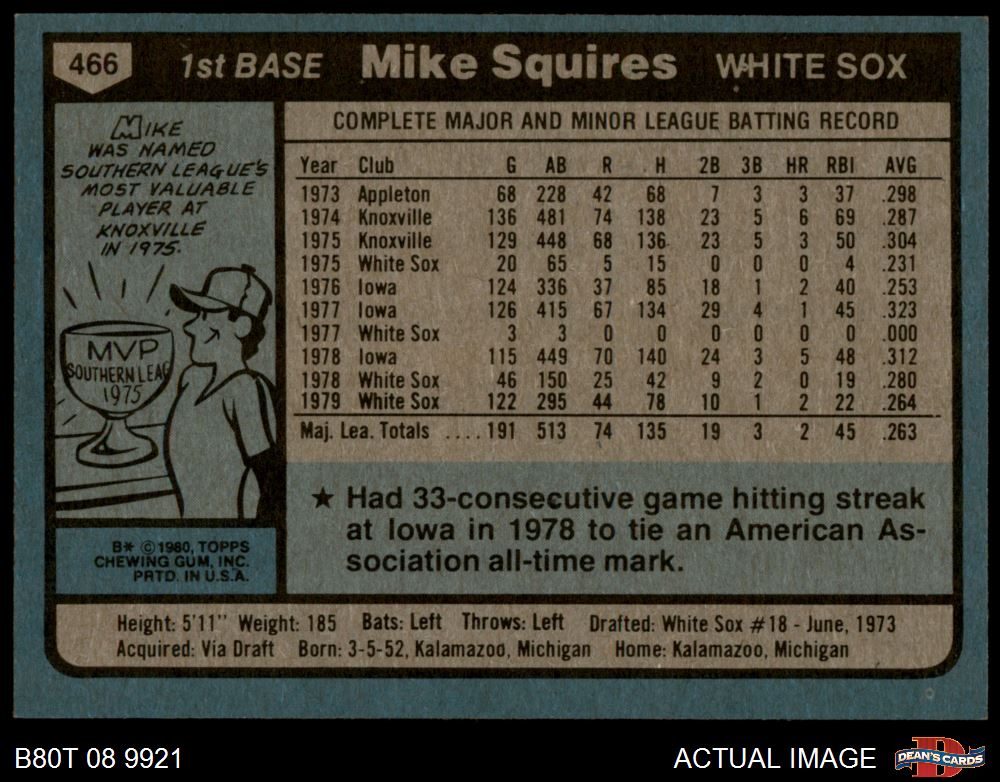 466 1st BASE Mike Squires WHITE SOX
MIKE
WAS NAMED
SOUTHERN LEAGUE'S
MOST VALUABLE
PLAYER AT
KNOXVILLE
IN 1975.
MVP
SOUTHERN LEAG
1975
B* © 1980, TOPPS
CHEWING GUM, INC.
PRTD. IN U.S.A.
COMPLETE MAJOR AND MINOR LEAGUE BATTING RECORD
Year Club G AB R H 2B 3B HR RBI AVG
1973 Appleton 68 228 42 68 7 3 3 37 .298
1974 Knoxville 136 481 74 138 23 5 6 69 .287
1975 Knoxville 129 448 68 136 23 5 3 50 .304
1975 White Sox 20 65 5 15 0 0 0 4 .231
1976 Iowa 124 336 37 85 18 1 2 40 .253
1977 Iowa 126 415 67 134 29 4 1 45 .323
1977 White Sox 3 3 0 0 0 0 0 0 .000
1978 Iowa 115 449 70 140 24 3 5 48 .312
1978 White Sox 46 150 25 42 9 2 0 19 .280
1979 White Sox 122 295 44 78 10 1 2 22 .264
Maj. Lea. Totals ....191 513 74 135 19 3 2 45 .263
★ Had 33-consecutive game hitting streak
at Iowa in 1978 to tie an American As-
sociation all-time mark.
Height: 5'11" Weight: 185 Bats: Left Throws: Left Drafted: White Sox #18 - June, 1973
Acquired: Via Draft Born: 3-5-52, Kalamazoo, Michigan Home: Kalamazoo, Michigan
B80T 08 9921 ACTUAL IMAGE D DEAN'S CARDS